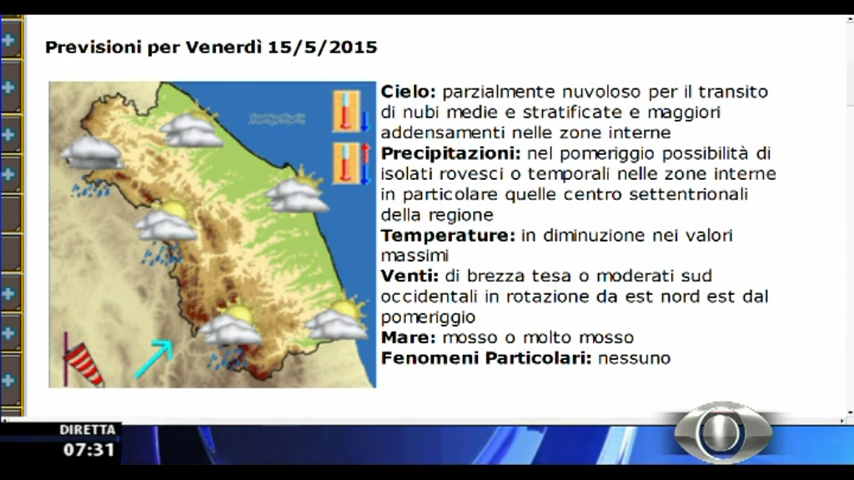 Previsioni per Venerdì 15/5/2015
Cielo: parzialmente nuvoloso per il transito
di nubi medie e stratificate e maggiori
addensamenti nelle zone interne
Precipitazioni: nel pomeriggio possibilità di
isolati rovesci o temporali nelle zone interne
in particolare quelle centro settentrionali
della regione
Temperature: in diminuzione nei valori
massimi
Venti: di brezza tesa o moderati sud
occidentali in rotazione da est nord est dal
pomeriggio
Mare: mosso o molto mosso
Fenomeni Particolari: nessuno
DIRETTA
07:31